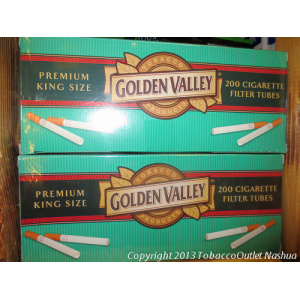 PREMIUM
KING SIZE
TOBACCO
GOLDEN VALLEY®
PRODUCTS
200 CIGARETTE
FILTER TUBES
PREMIUM
KING SIZE
TOBACCO
GOLDEN VALLEY®
PRODUCTS
200 CIGARETTE
FILTER TUBES
Copyright 2013 TobaccoOutlet Nashua